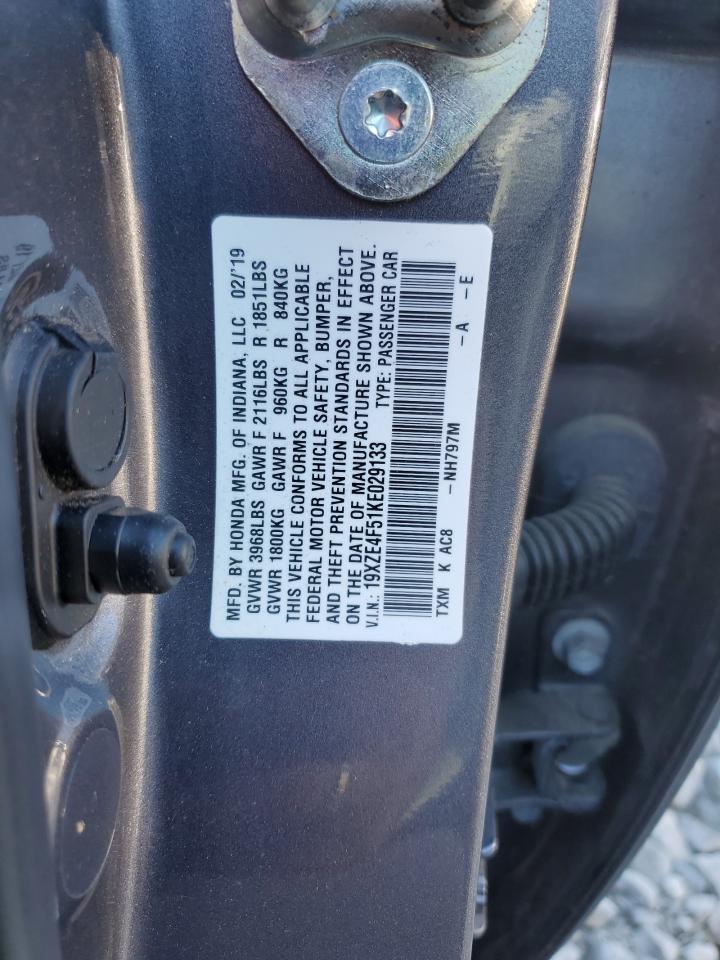 MFD. BY HONDA MFG. OF INDIANA, LLC 02/'19
GVWR 3968LBS GAWR F 2116LBS R 1851LBS
GVWR 1800KG GAWR F 960KG R 840KG
THIS VEHICLE CONFORMS TO ALL APPLICABLE
FEDERAL MOTOR VEHICLE SAFETY, BUMPER,
AND THEFT PREVENTION STANDARDS IN EFFECT
ON THE DATE OF MANUFACTURE SHOWN ABOVE.
V.I.N.: 19XZE4F51KE029133 TYPE: PASSENGER CAR
TXM K AC8 -NH797M -A -E